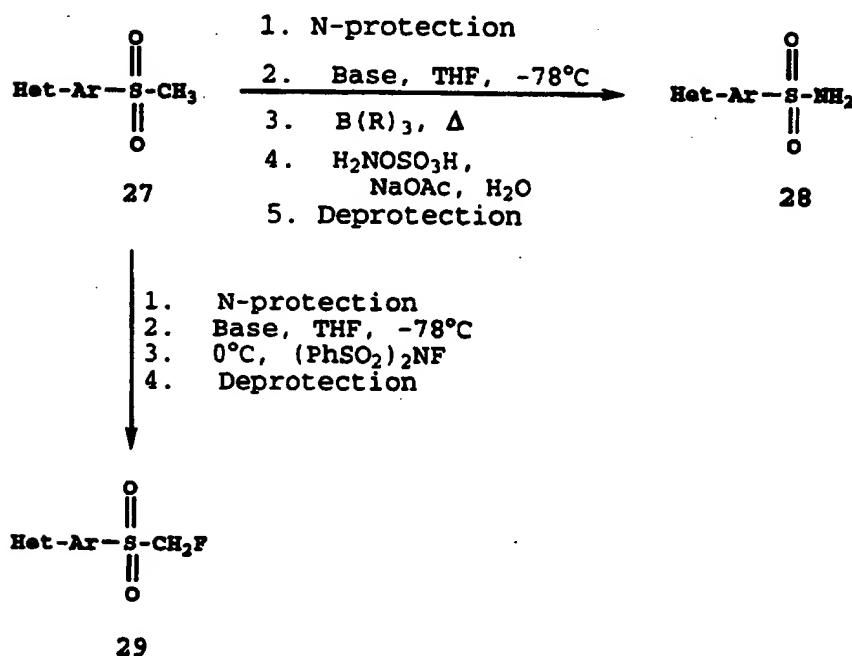 1. N-protection
2. Base, THF, -78°C
3. B(R)3, Δ
4. H2NOSO3H,
NaOAc, H2O
5. Deprotection
O
Het-Ar-S-CH3
O
27
O
Het-Ar-S-NH2
O
28
1. N-protection
2. Base, THF, -78°C
3. 0°C, (PhSO2)2NF
4. Deprotection
O
Het-Ar-S-CH2F
O
29